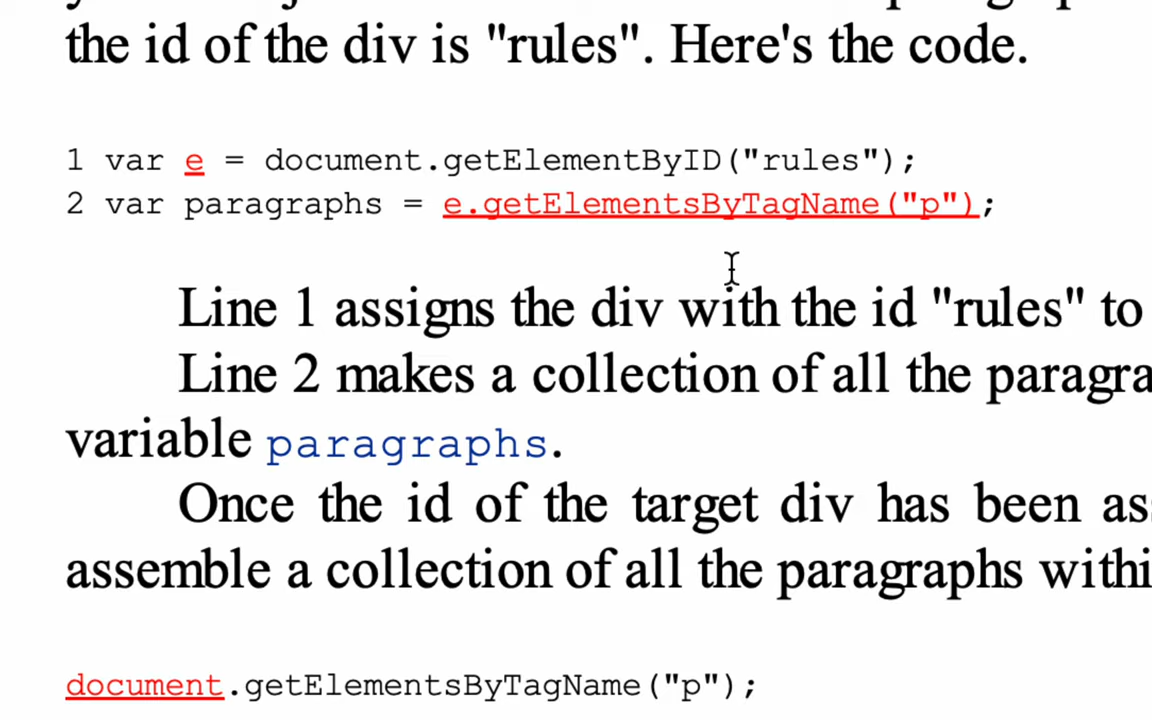 the id of the div is "rules". Here's the code.
1 var e = document.getElementByID("rules");
2 var paragraphs = e.getElementsByTagName("p");
Line 1 assigns the div with the id "rules" to
Line 2 makes a collection of all the paragra
variable paragraphs.
Once the id of the target div has been as
assemble a collection of all the paragraphs withi
document.getElementsByTagName("p");